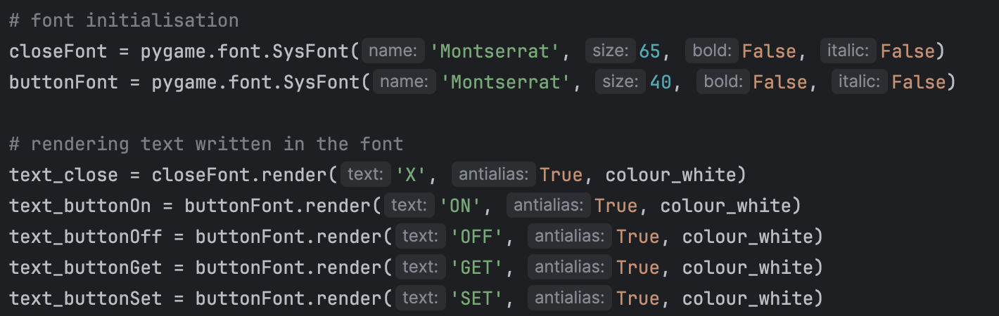 # font initialisation
closeFont = pygame.font.SysFont( name: 'Montserrat', size: 65, bold: False, italic: False)
buttonFont = pygame.font.SysFont( name: 'Montserrat', size: 40, bold: False, italic: False)
# rendering text written in the font
text_close = closeFont.render( text: 'X', antialias: True, colour_white)
text_buttonOn = buttonFont.render( text: 'ON', antialias: True, colour_white)
text_buttonOff = buttonFont.render( text: 'OFF', antialias: True, colour_white)
text_buttonGet = buttonFont.render( text: 'GET', antialias: True, colour_white)
text_buttonSet = buttonFont.render( text: 'SET', antialias: True, colour_white)